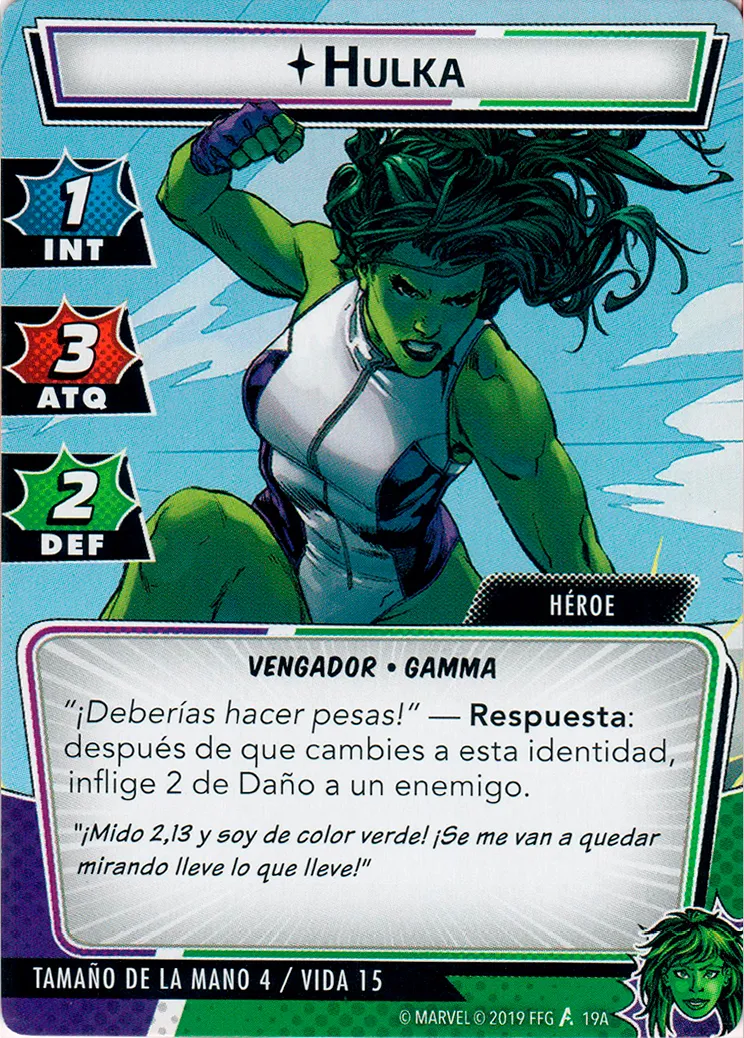 HULKA
1
INT
3
ATQ
2
DEF
HÉROE
VENGADOR • GAMMA
"¡Deberías hacer pesas!" — Respuesta:
después de que cambies a esta identidad,
inflige 2 de Daño a un enemigo.
"¡Mido 2,13 y soy de color verde! ¡Se me van a quedar
mirando lleve lo que lleve!"
TAMAÑO DE LA MANO 4 / VIDA 15
© MARVEL © 2019 FFG 19A